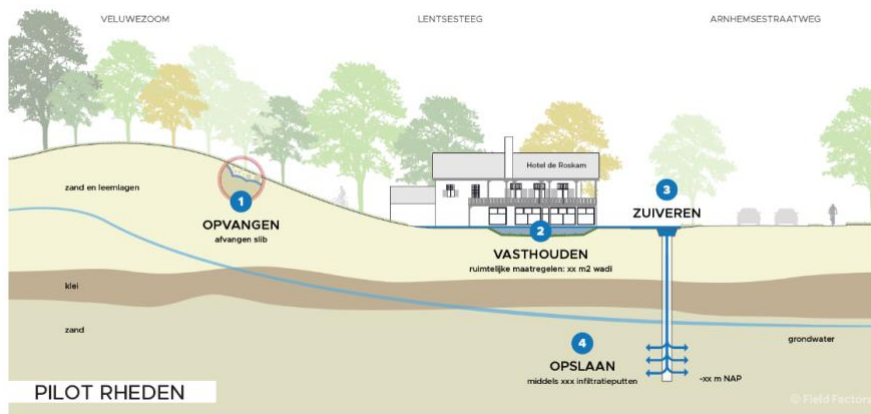 VELUWEZOOM
LENTSESTEEG
ARNHEMSESTRAATWEG
Hotel de Roskam
zand en leemlagen
1
OPVANGEN
afvangen slib
2
VASTHOUDEN
ruimtelijke maatregelen: xx m2 wadi
3
ZUIVEREN
klei
zand
grondwater
4
OPSLAAN
middels xxx infiltratieputten
-xx m NAP
PILOT RHEDEN
© Field Factors